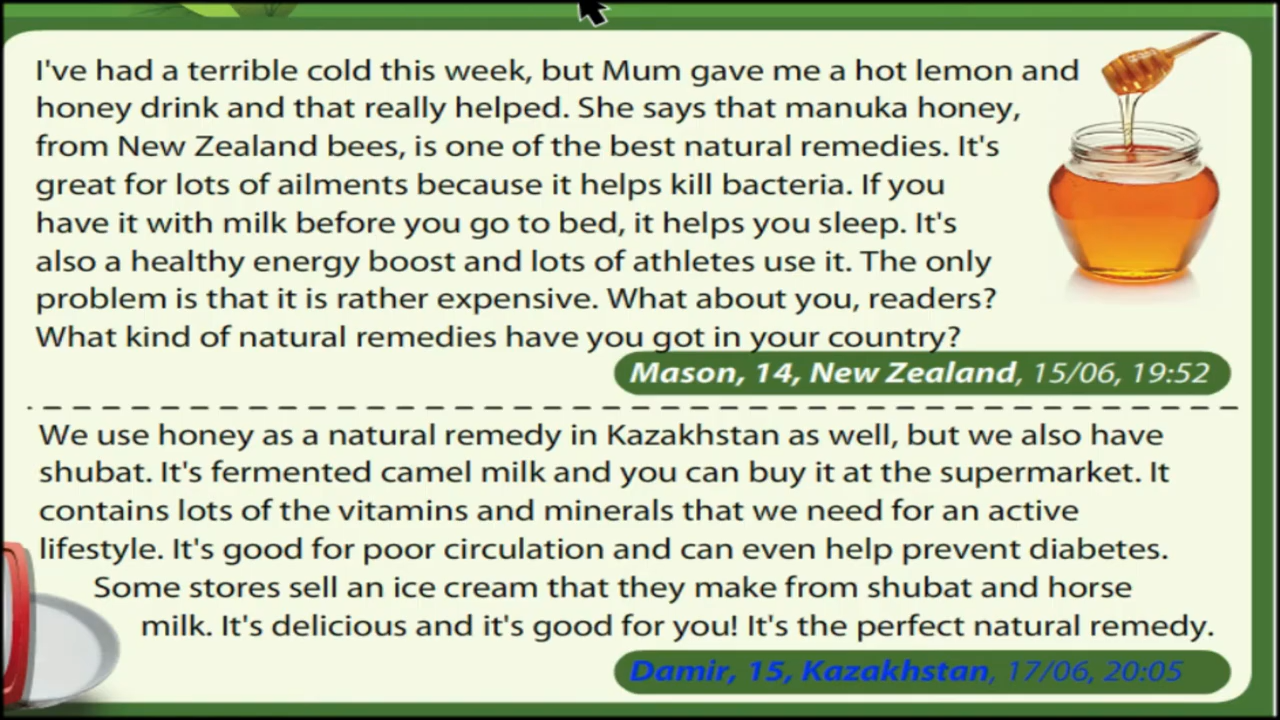 I've had a terrible cold this week, but Mum gave me a hot lemon and
honey drink and that really helped. She says that manuka honey,
from New Zealand bees, is one of the best natural remedies. It's
great for lots of ailments because it helps kill bacteria. If you
have it with milk before you go to bed, it helps you sleep. It's
also a healthy energy boost and lots of athletes use it. The only
problem is that it is rather expensive. What about you, readers?
What kind of natural remedies have you got in your country?
Mason, 14, New Zealand, 15/06, 19:52
We use honey as a natural remedy in Kazakhstan as well, but we also have
shubat. It's fermented camel milk and you can buy it at the supermarket. It
contains lots of the vitamins and minerals that we need for an active
lifestyle. It's good for poor circulation and can even help prevent diabetes.
Some stores sell an ice cream that they make from shubat and horse
milk. It's delicious and it's good for you! It's the perfect natural remedy.
Damir, 15, Kazakhstan, 17/06, 20:05